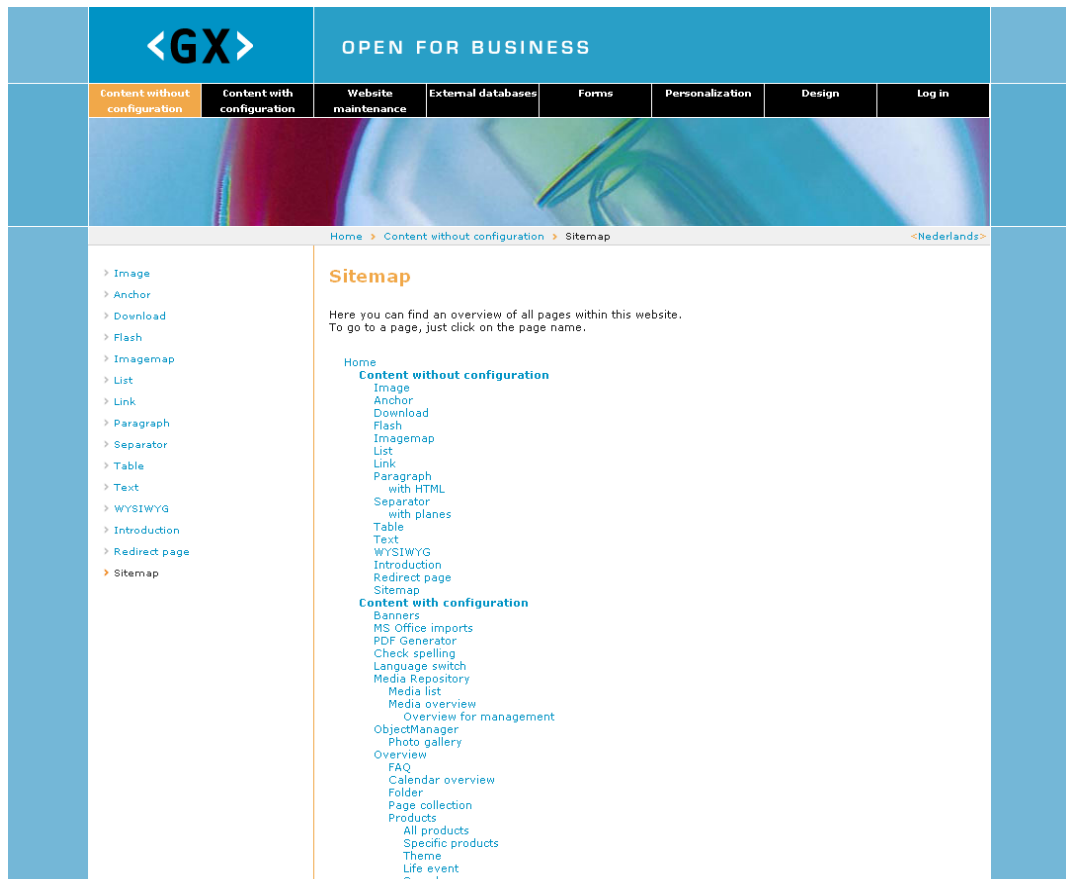 <GX>
OPEN FOR BUSINESS
Content without
configuration
Content with
configuration
Website
maintenance
External databases
Forms
Personalization
Design
Log in
Home > Content without configuration > Sitemap
<Nederlands>
> Image
> Anchor
> Download
> Flash
> Imagemap
> List
> Link
> Paragraph
> Separator
> Table
> Text
> WYSIWYG
> Introduction
> Redirect page
> Sitemap
Sitemap
Here you can find an overview of all pages within this website.
To go to a page, just click on the page name.
Home
Content without configuration
Image
Anchor
Download
Flash
Imagemap
List
Link
Paragraph
with HTML
Separator
with planes
Table
Text
WYSIWYG
Introduction
Redirect page
Sitemap
Content with configuration
Banners
MS Office imports
PDF Generator
Check spelling
Language switch
Media Repository
Media list
Media overview
Overview for management
ObjectManager
Photo gallery
Overview
FAQ
Calendar overview
Folder
Page collection
Products
All products
Specific products
Theme
Life event